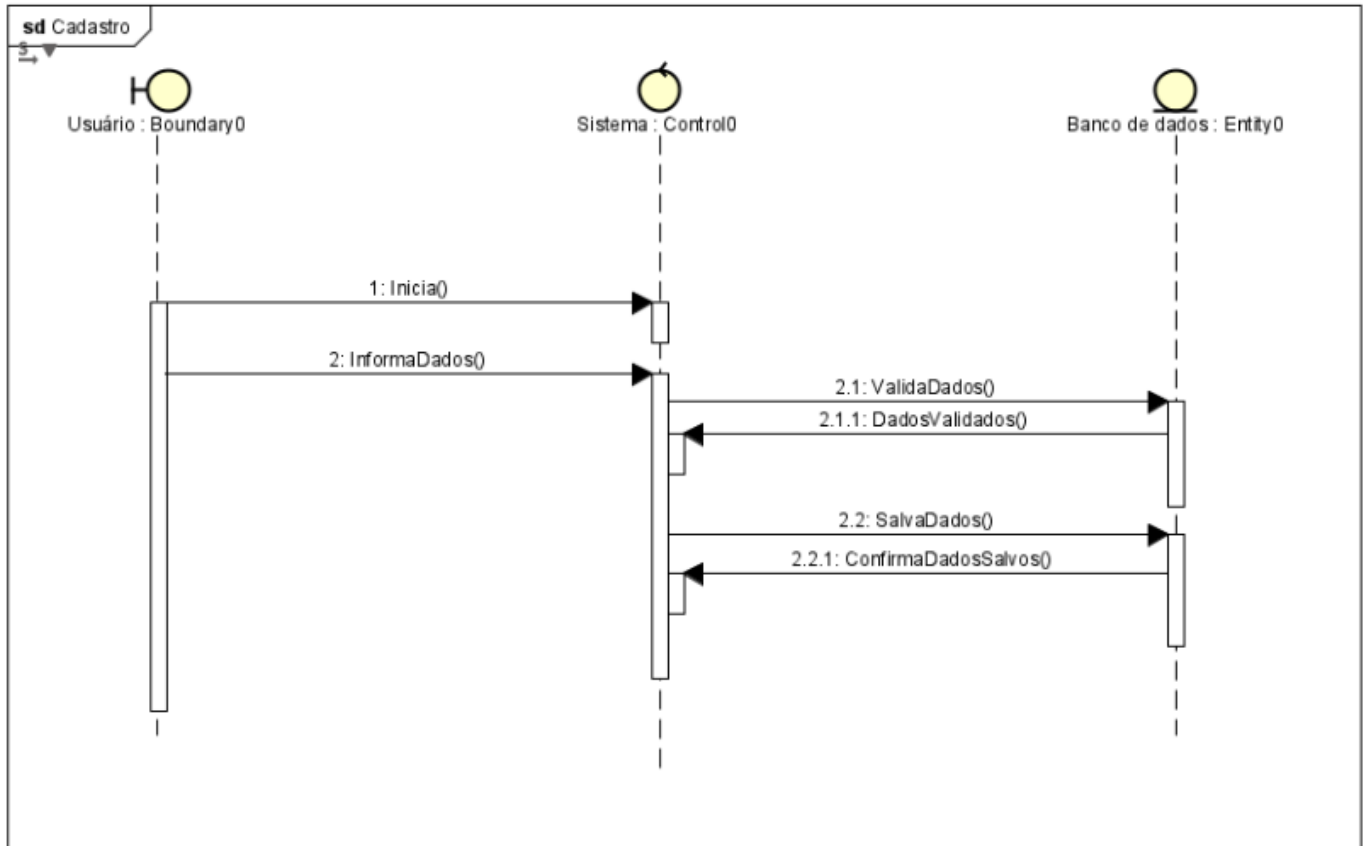 sd Cadastro
Usuário : Boundary0
Sistema : Control0
Banco de dados : Entity0
1: Inicia()
2: InformaDados()
2.1: ValidaDados()
2.1.1: DadosValidados()
2.2: SalvaDados()
2.2.1: ConfirmaDadosSalvos()